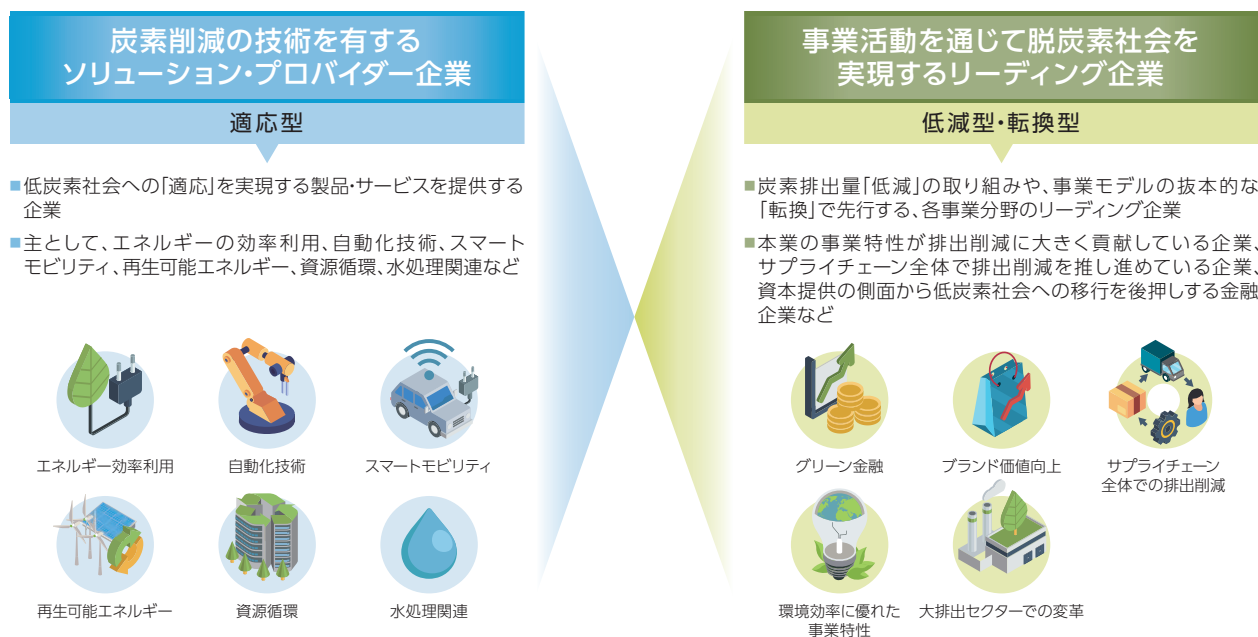 炭素削減の技術を有する
ソリューション・プロバイダー企業
適応型
■低炭素社会への「適応」を実現する製品・サービスを提供する
企業
■主として、エネルギーの効率利用、自動化技術、スマート
モビリティ、再生可能エネルギー、資源循環、水処理関連など
エネルギー効率利用
自動化技術
スマートモビリティ
再生可能エネルギー
資源循環
水処理関連
事業活動を通じて脱炭素社会を
実現するリーディング企業
低減型・転換型
■炭素排出量「低減」の取り組みや、事業モデルの抜本的な
「転換」で先行する、各事業分野のリーディング企業
■本業の事業特性が排出削減に大きく貢献している企業、
サプライチェーン全体で排出削減を推し進めている企業、
資本提供の側面から低炭素社会への移行を後押しする金融
企業など
グリーン金融
ブランド価値向上
サプライチェーン
全体での排出削減
環境効率に優れた
事業特性
大排出セクターでの変革